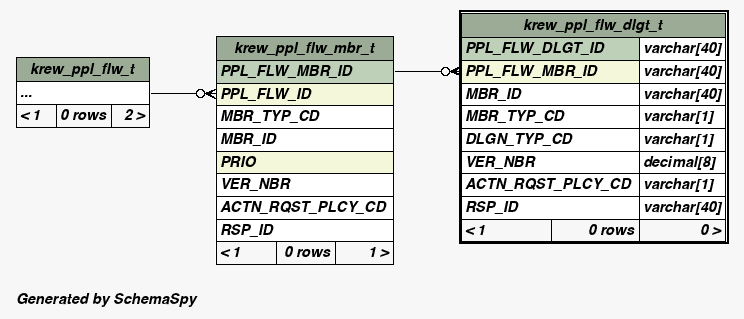 krew_ppl_flw_t
...
< 1 0 rows 2 >
krew_ppl_flw_mbr_t
PPL_FLW_MBR_ID
PPL_FLW_ID
MBR_TYP_CD
MBR_ID
PRIO
VER_NBR
ACTN_RQST_PLCY_CD
RSP_ID
< 1 0 rows 1 >
krew_ppl_flw_dlgt_t
PPL_FLW_DLGT_ID varchar[40]
PPL_FLW_MBR_ID varchar[40]
MBR_ID varchar[40]
MBR_TYP_CD varchar[1]
DLGN_TYP_CD varchar[1]
VER_NBR decimal[8]
ACTN_RQST_PLCY_CD varchar[1]
RSP_ID varchar[40]
< 1 0 rows 0 >
Generated by SchemaSpy